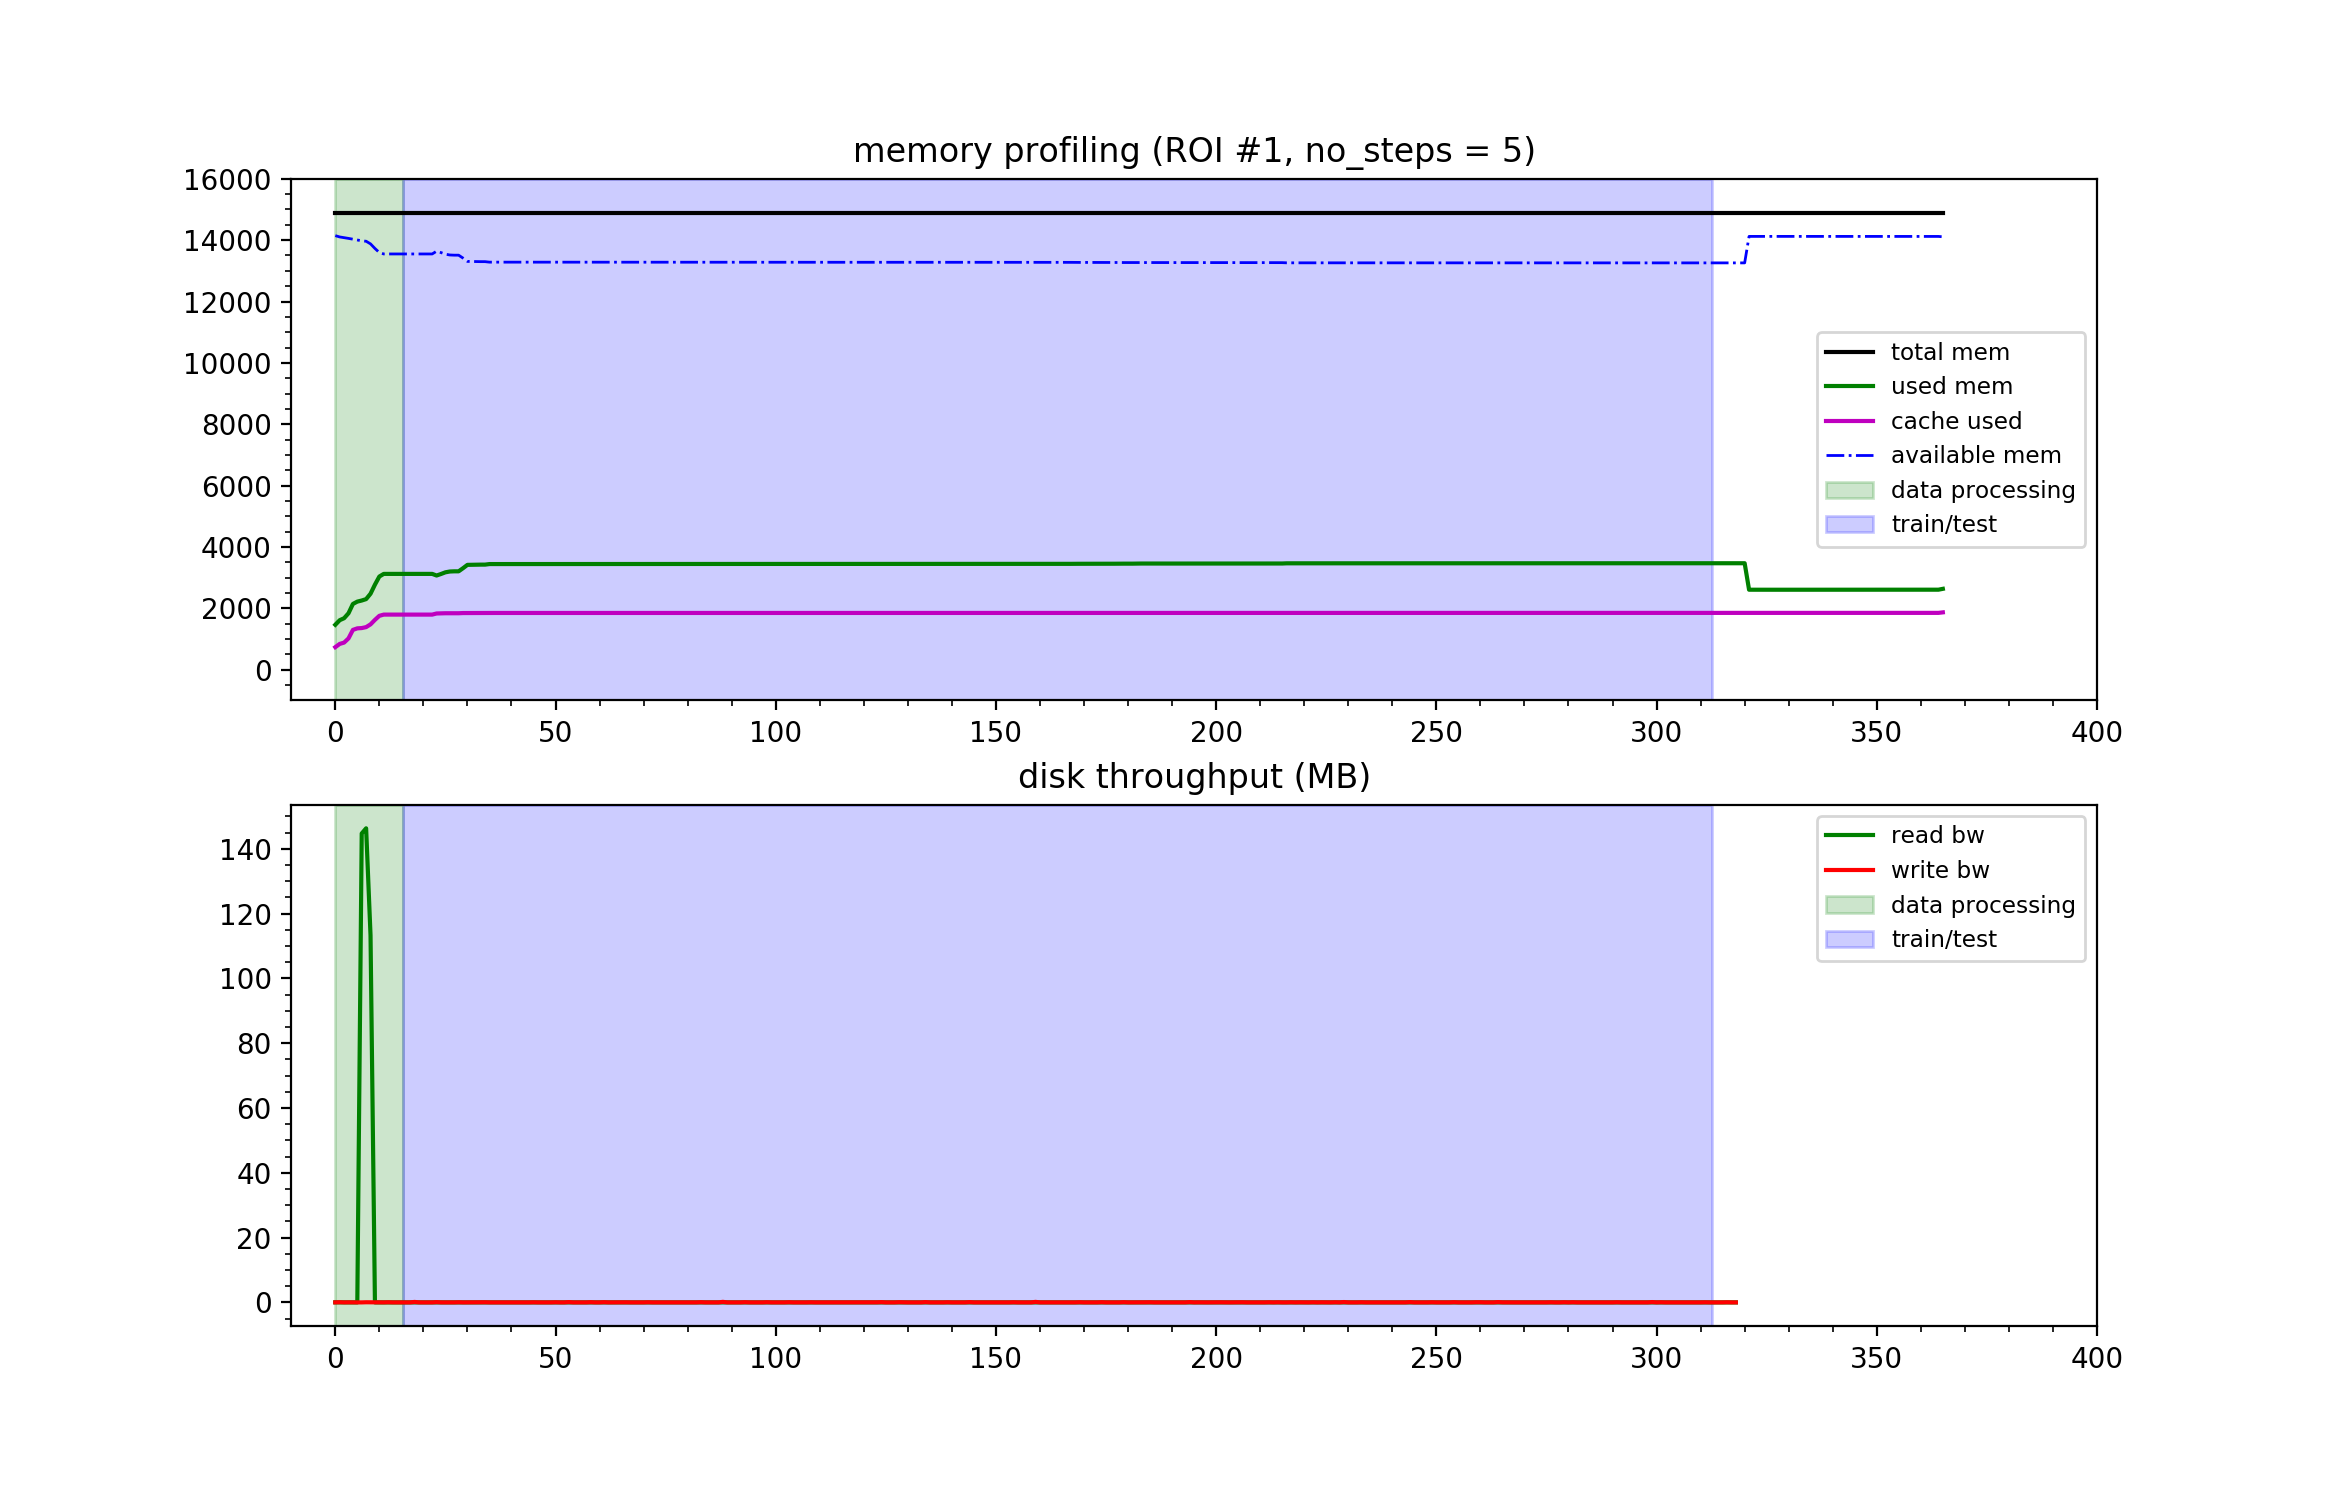 memory profiling (ROI #1, no_steps = 5)
16000
14000
12000
10000
8000
6000
4000
2000
0
total mem
used mem
cache used
available mem
data processing
train/test
0 50 100 150 200 250 300 350 400
disk throughput (MB)
140
120
100
80
60
40
20
0
read bw
write bw
data processing
train/test
0 50 100 150 200 250 300 350 400